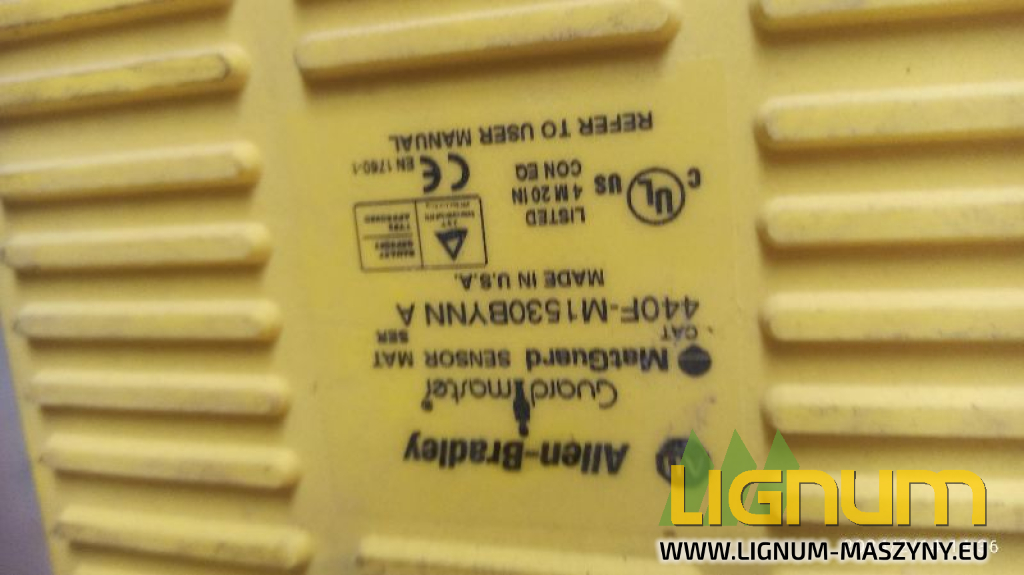 Allen-Bradley
Guardmaster
MatGuard SENSOR MAT
CAT SER
440F-M1530BYNN A
MADE IN U.S.A.
C UL US
LISTED
4 M 20 IN
CON EQ
CE
EN 1760-1
REFER TO USER MANUAL
LIGNUM
WWW.LIGNUM-MASZYNY.EU